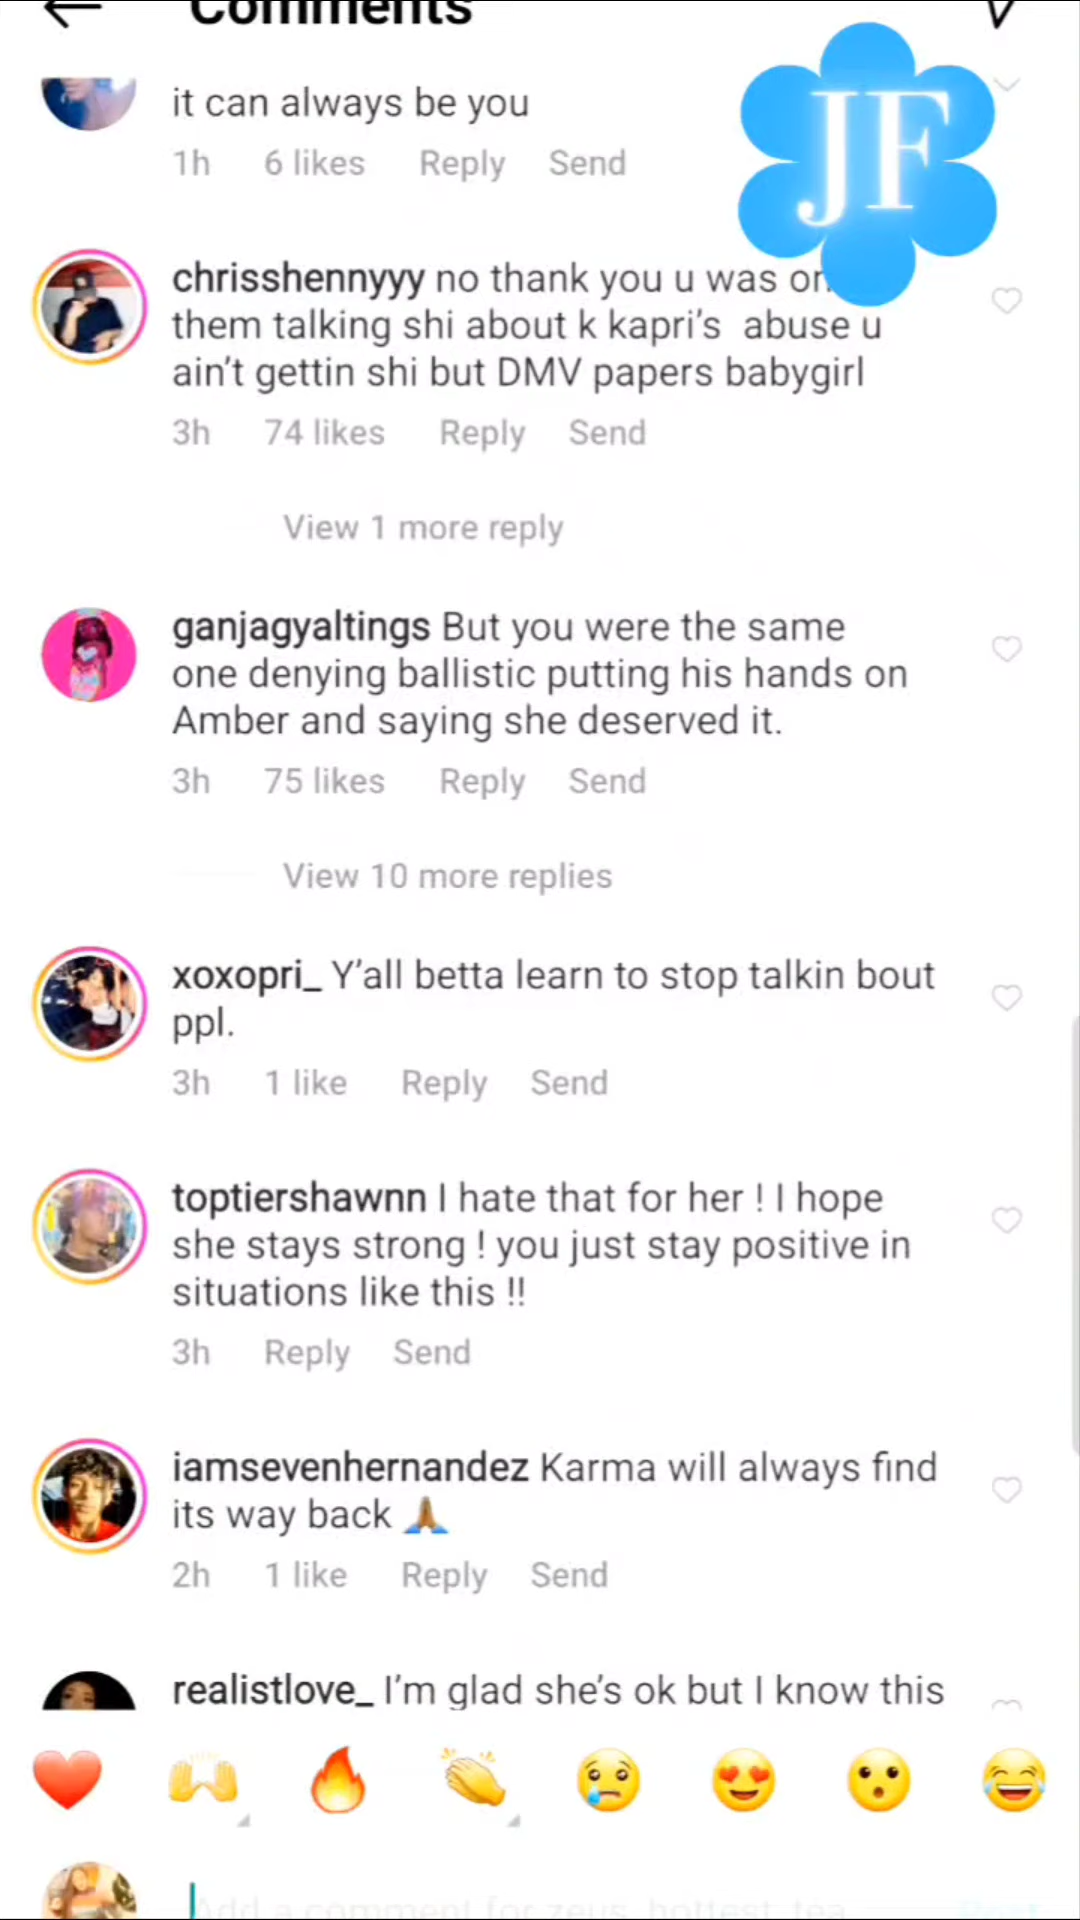 Comments
JF
it can always be you
1h 6 likes Reply Send
chrisshennyyy no thank you u was on
them talking shi about k kapri's abuse u
ain't gettin shi but DMV papers babygirl
3h 74 likes Reply Send
View 1 more reply
ganjagyaltings But you were the same
one denying ballistic putting his hands on
Amber and saying she deserved it.
3h 75 likes Reply Send
View 10 more replies
xoxopri_ Y'all betta learn to stop talkin bout
ppl.
3h 1 like Reply Send
toptiershawnn I hate that for her ! I hope
she stays strong ! you just stay positive in
situations like this !!
3h Reply Send
iamsevenhernandez Karma will always find
its way back 🙏🏾
2h 1 like Reply Send
realistlove_ I'm glad she's ok but I know this
Add a comment for zeus_hottest_tea
Post